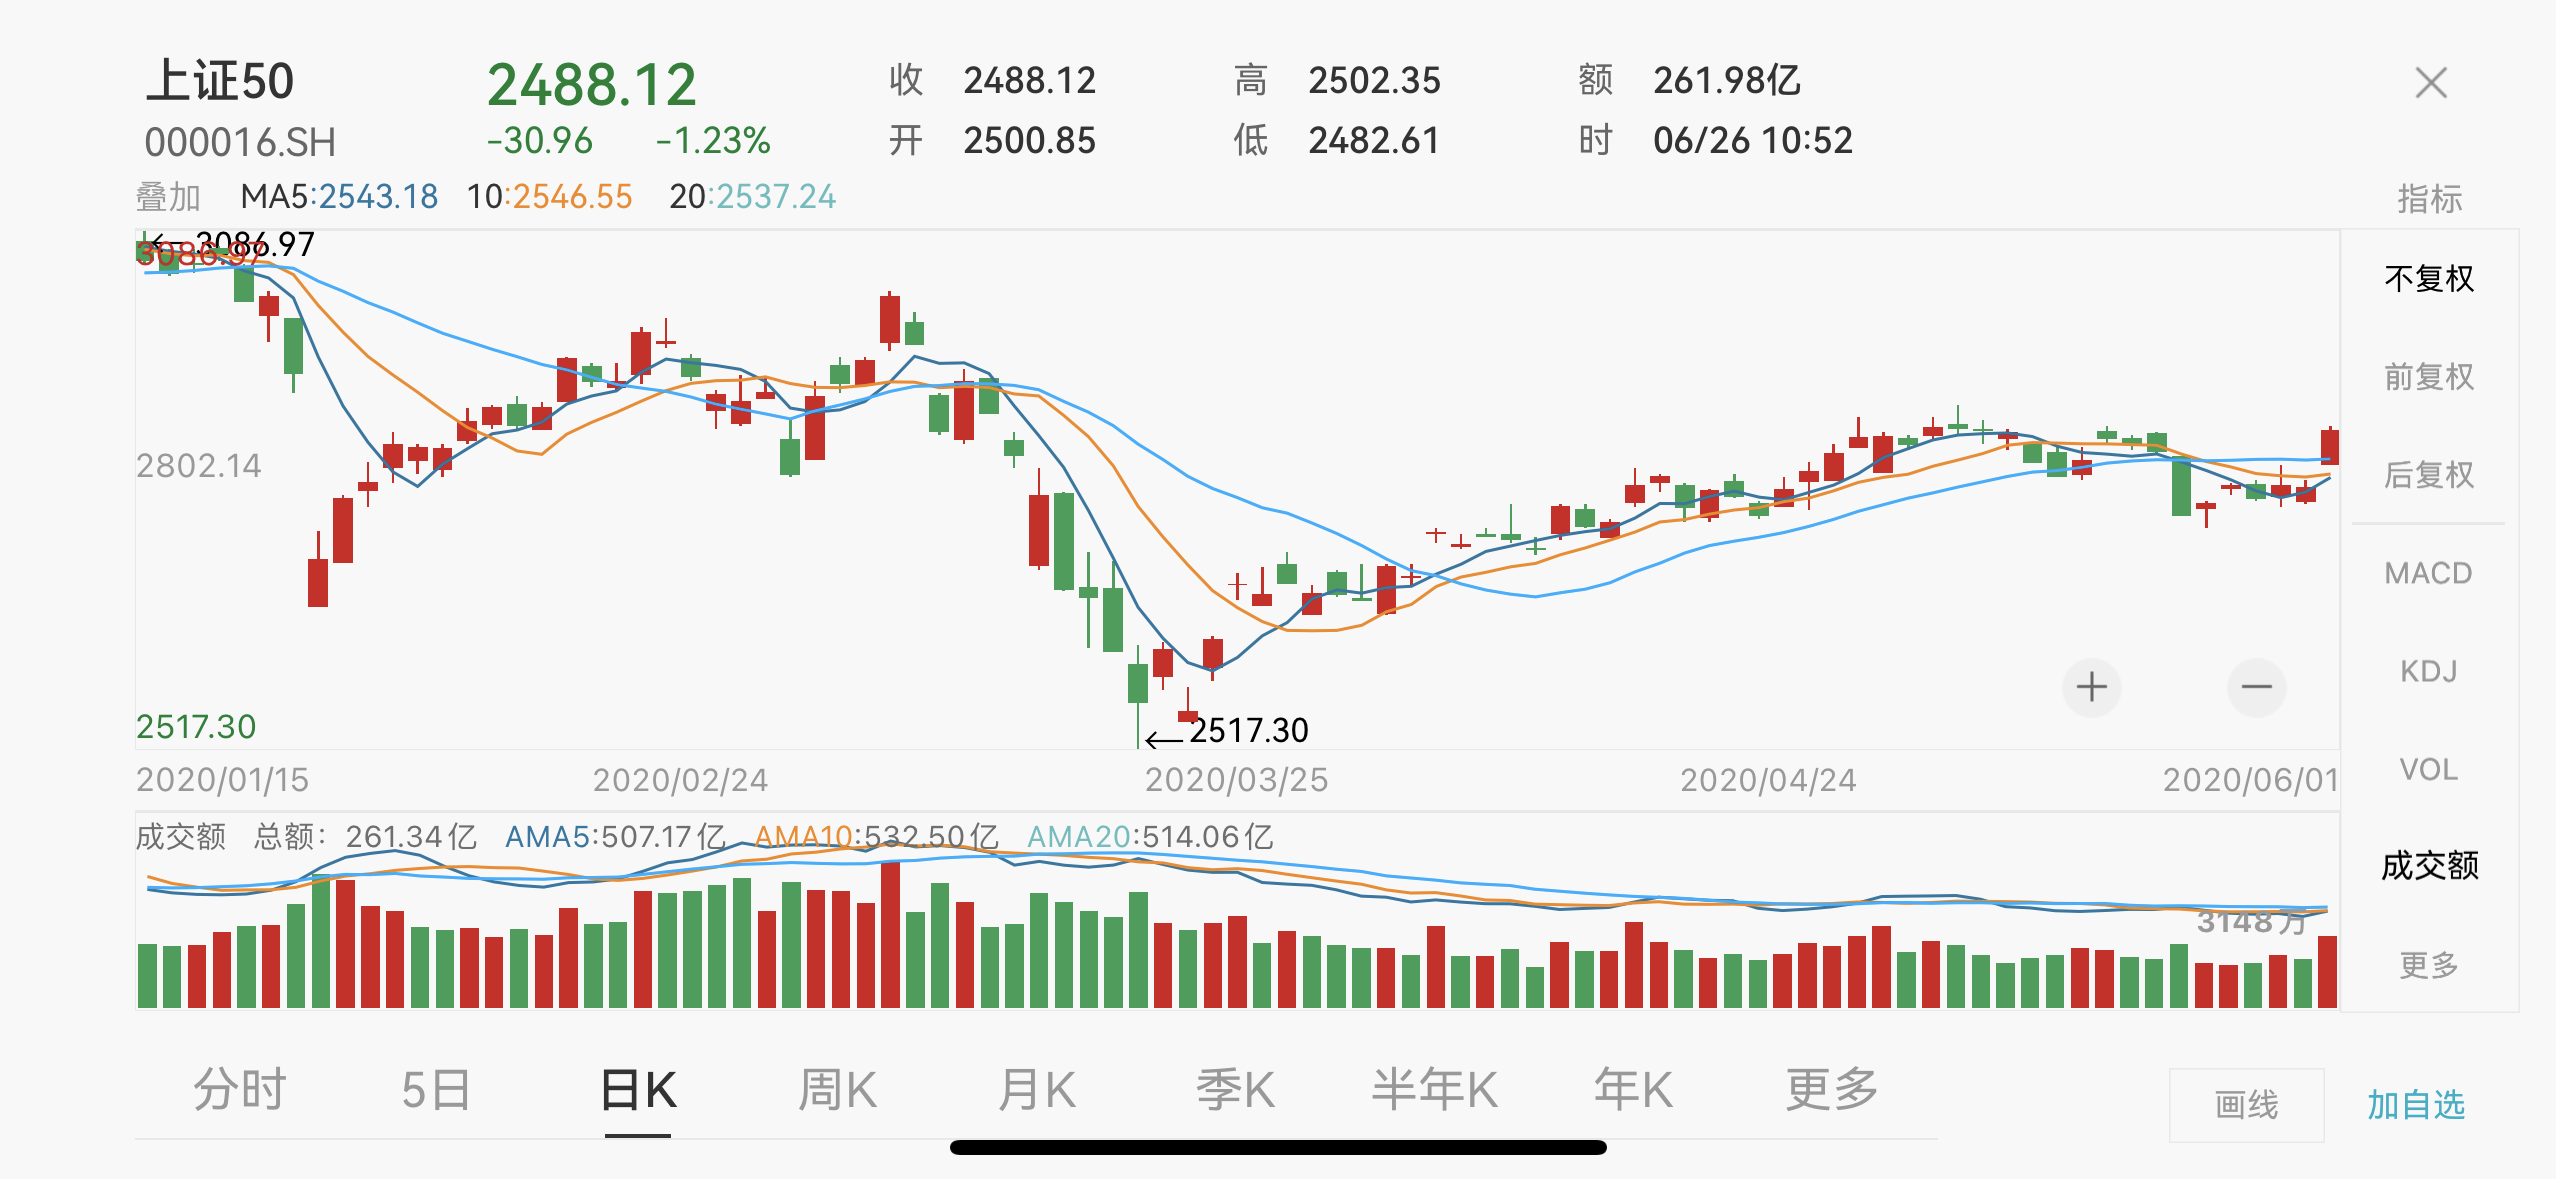 上证50 2488.12 收 2488.12 高 2502.35 额 261.98亿
000016.SH -30.96 -1.23% 开 2500.85 低 2482.61 时 06/26 10:52
叠加 MA5:2543.18 10:2546.55 20:2537.24 指标
3086.97
3086.97
不复权
前复权
2802.14
后复权
MACD
KDJ
2517.30
2517.30
VOL
2020/01/15 2020/02/24 2020/03/25 2020/04/24 2020/06/01
成交额 总额: 261.34亿 AMA5:507.17亿 AMA10:532.50亿 AMA20:514.06亿
成交额
3148万
更多
分时 5日 日K 周K 月K 季K 半年K 年K 更多 画线 加自选